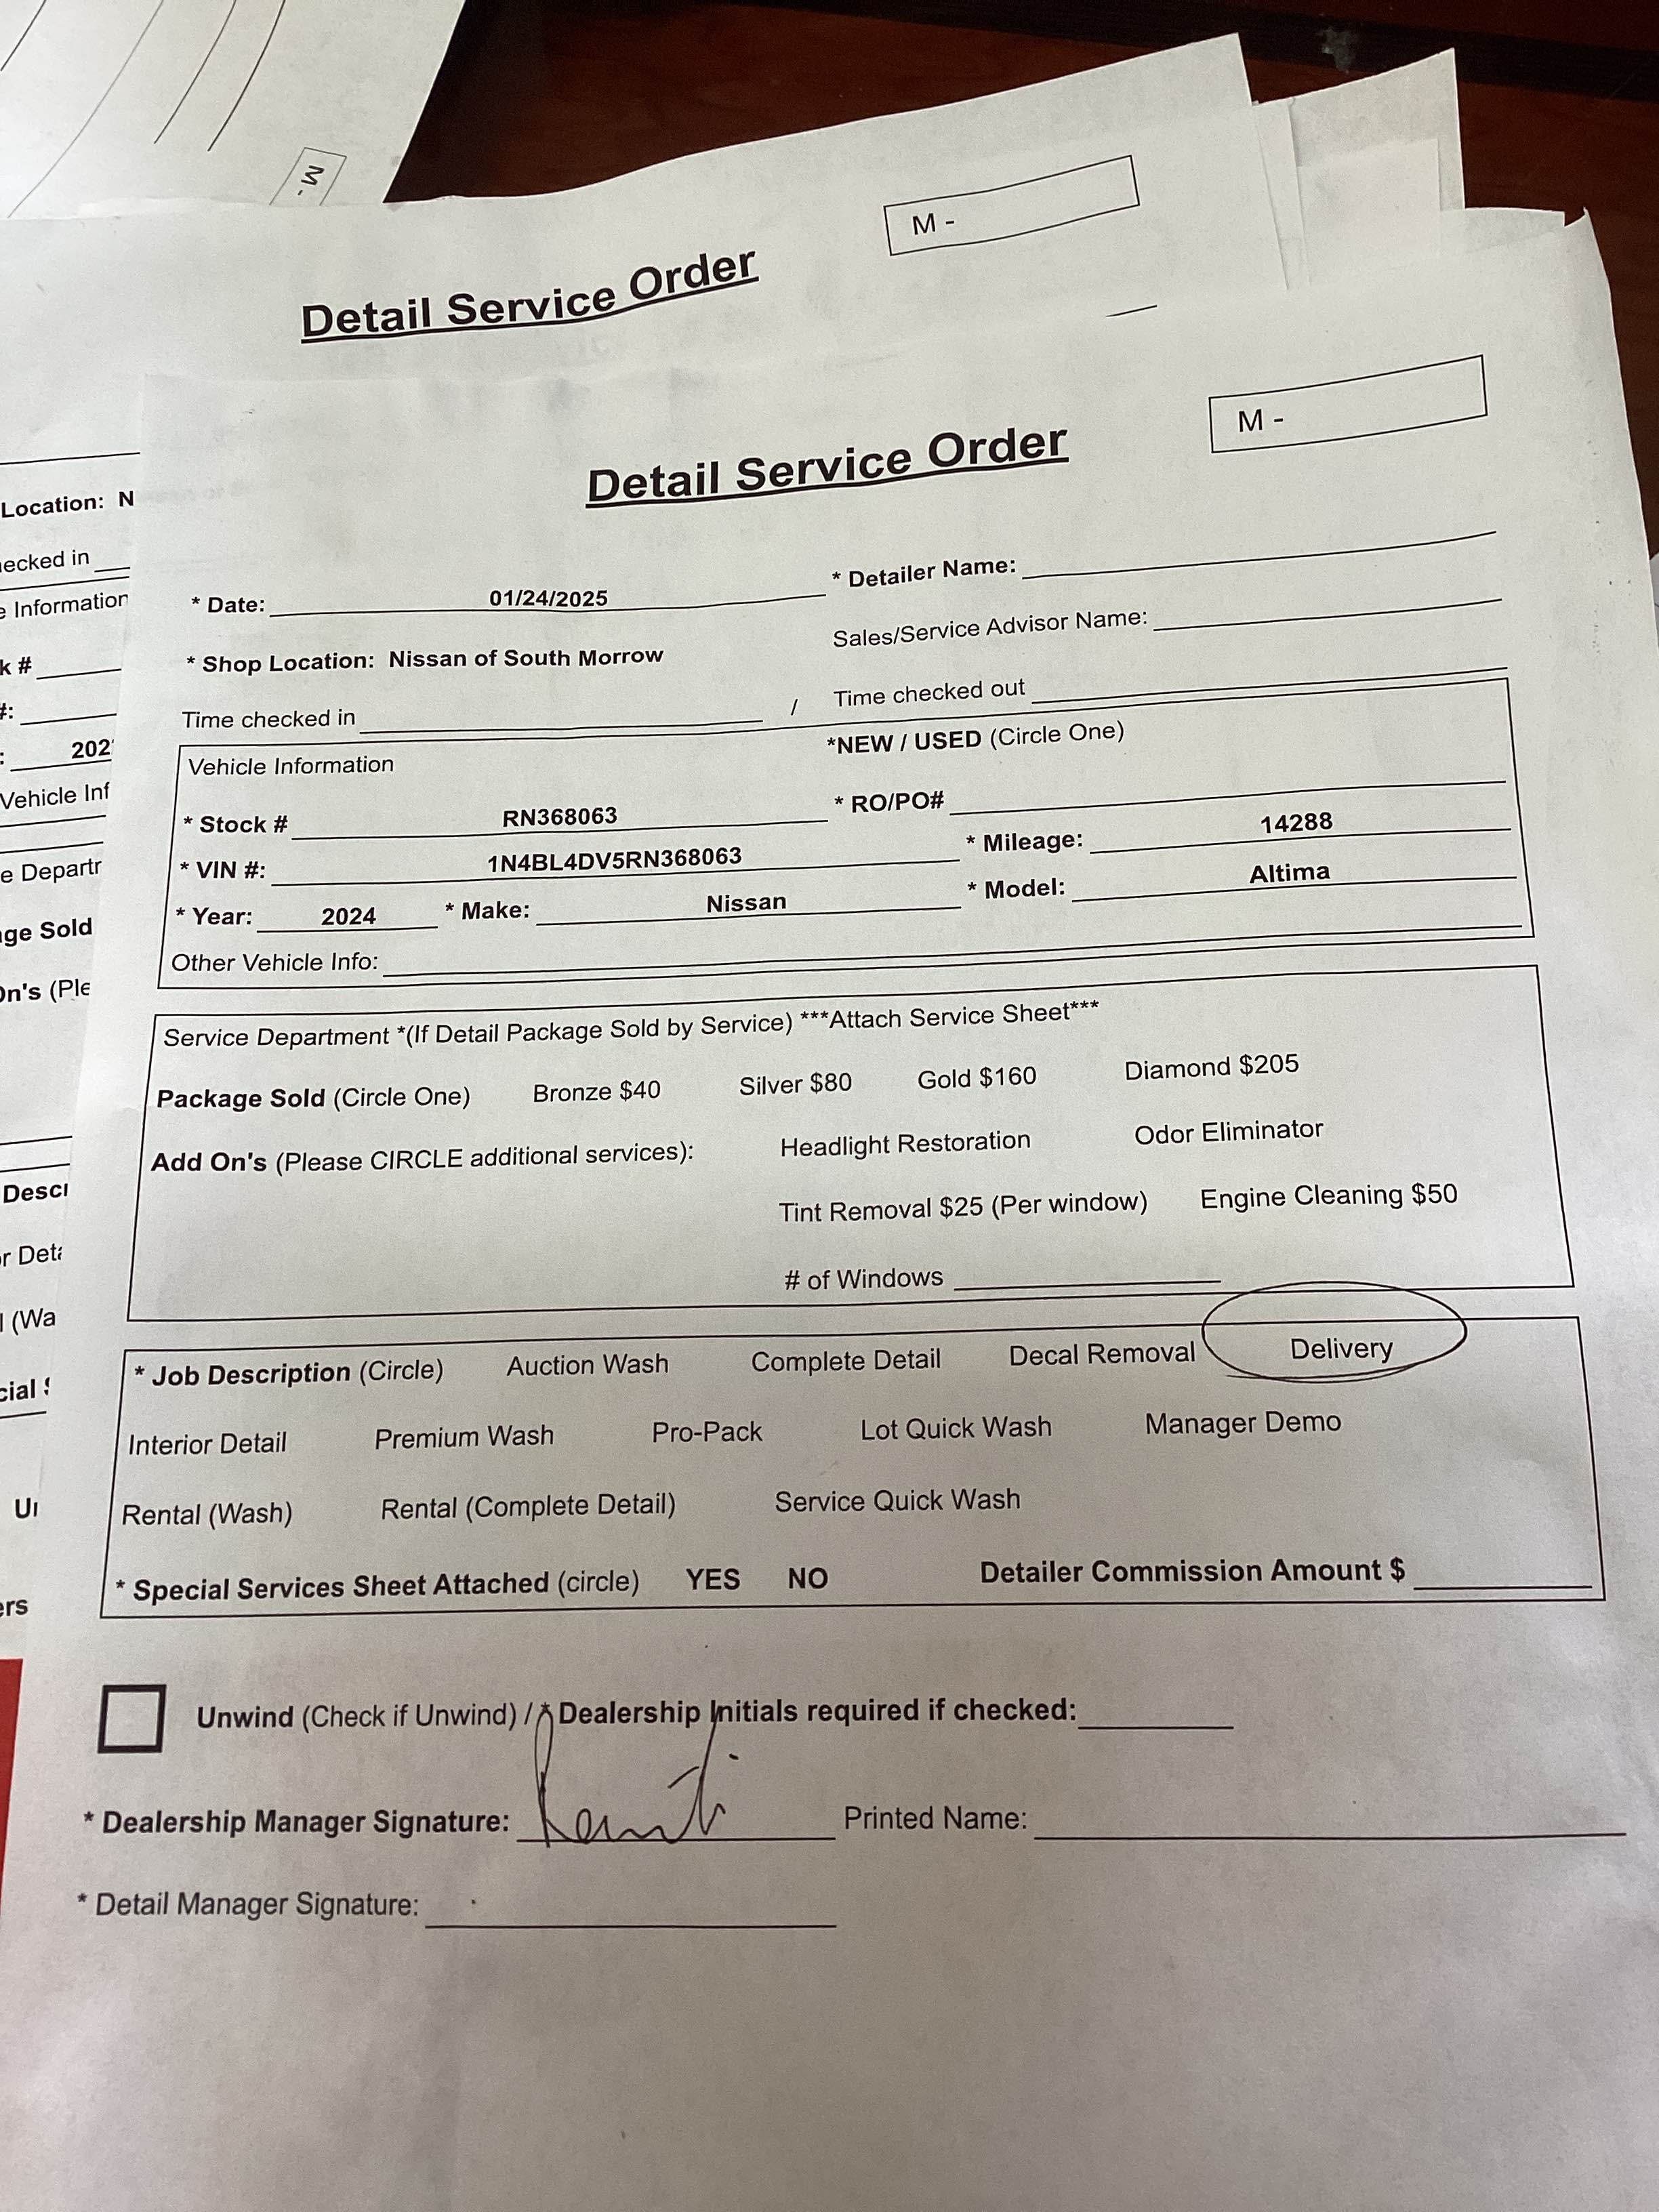 M -
M -
Detail Service Order
Location: N
ecked in
e Information
k #
#:
: 202
Vehicle Inf
e Departr
ge Sold
On's (Ple
Descr
r Deta
l (Wa
cial S
Ur
ers
M -
Detail Service Order
* Date: 01/24/2025 * Detailer Name:
* Shop Location: Nissan of South Morrow Sales/Service Advisor Name:
Time checked in / Time checked out
Vehicle Information *NEW / USED (Circle One)
* Stock # RN368063 * RO/PO#
* VIN #: 1N4BL4DV5RN368063 * Mileage: 14288
* Year: 2024 * Make: Nissan * Model: Altima
Other Vehicle Info:
Service Department *(If Detail Package Sold by Service) ***Attach Service Sheet***
Package Sold (Circle One) Bronze $40 Silver $80 Gold $160 Diamond $205
Add On's (Please CIRCLE additional services): Headlight Restoration Odor Eliminator
Tint Removal $25 (Per window) Engine Cleaning $50
# of Windows
* Job Description (Circle) Auction Wash Complete Detail Decal Removal Delivery
Interior Detail Premium Wash Pro-Pack Lot Quick Wash Manager Demo
Rental (Wash) Rental (Complete Detail) Service Quick Wash
* Special Services Sheet Attached (circle) YES NO Detailer Commission Amount $
Unwind (Check if Unwind) / * Dealership Initials required if checked:
* Dealership Manager Signature: Printed Name:
* Detail Manager Signature: